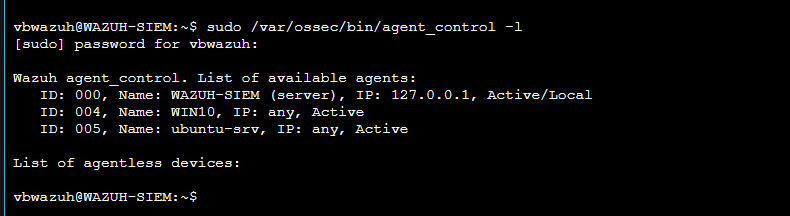 vbwazuh@WAZUH-SIEM:~$ sudo /var/ossec/bin/agent_control -l
[sudo] password for vbwazuh:
Wazuh agent_control. List of available agents:
ID: 000, Name: WAZUH-SIEM (server), IP: 127.0.0.1, Active/Local
ID: 004, Name: WIN10, IP: any, Active
ID: 005, Name: ubuntu-srv, IP: any, Active
List of agentless devices:
vbwazuh@WAZUH-SIEM:~$